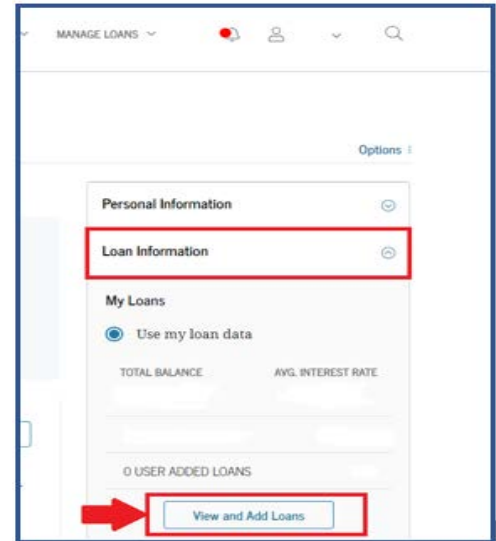 MANAGE LOANS
Options
Personal Information
Loan Information
My Loans
Use my loan data
TOTAL BALANCE AVG. INTEREST RATE
0 USER ADDED LOANS
View and Add Loans